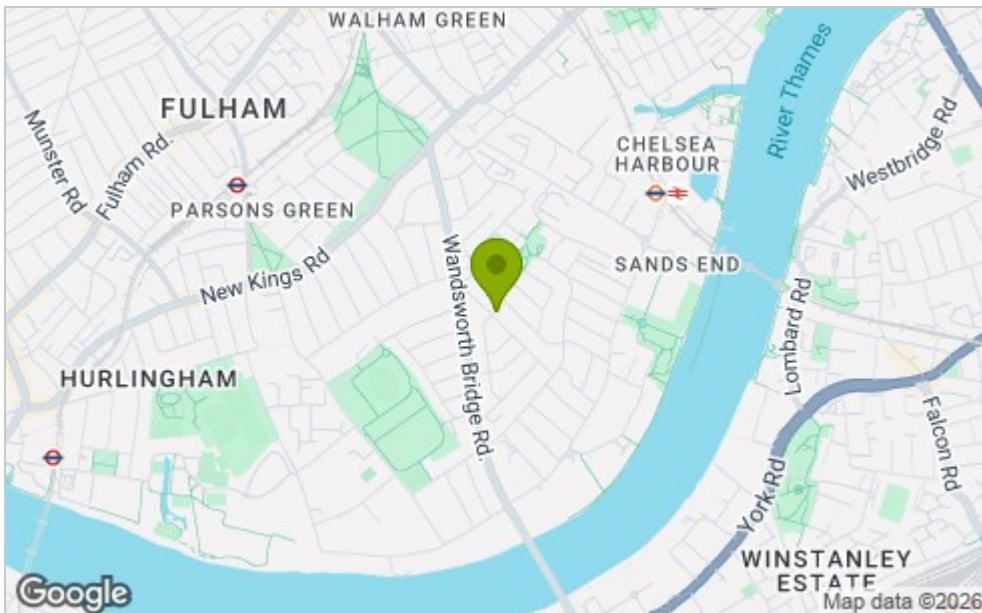 WALHAM GREEN
FULHAM
Munster Rd
Fulham Rd.
PARSONS GREEN
New Kings Rd
CHELSEA
HARBOUR
River Thames
Westbridge Rd
SANDS END
Wandsworth Bridge Rd.
Lombard Rd
HURLINGHAM
Falcon Rd
York Rd
WINSTANLEY
ESTATE
Google
Map data ©2026